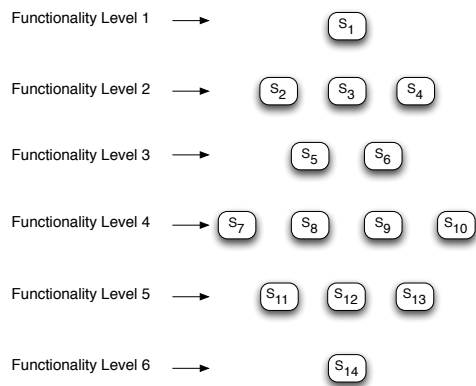 Functionality Level 1 S1
Functionality Level 2 S2 S3 S4
Functionality Level 3 S5 S6
Functionality Level 4 S7 S8 S9 S10
Functionality Level 5 S11 S12 S13
Functionality Level 6 S14